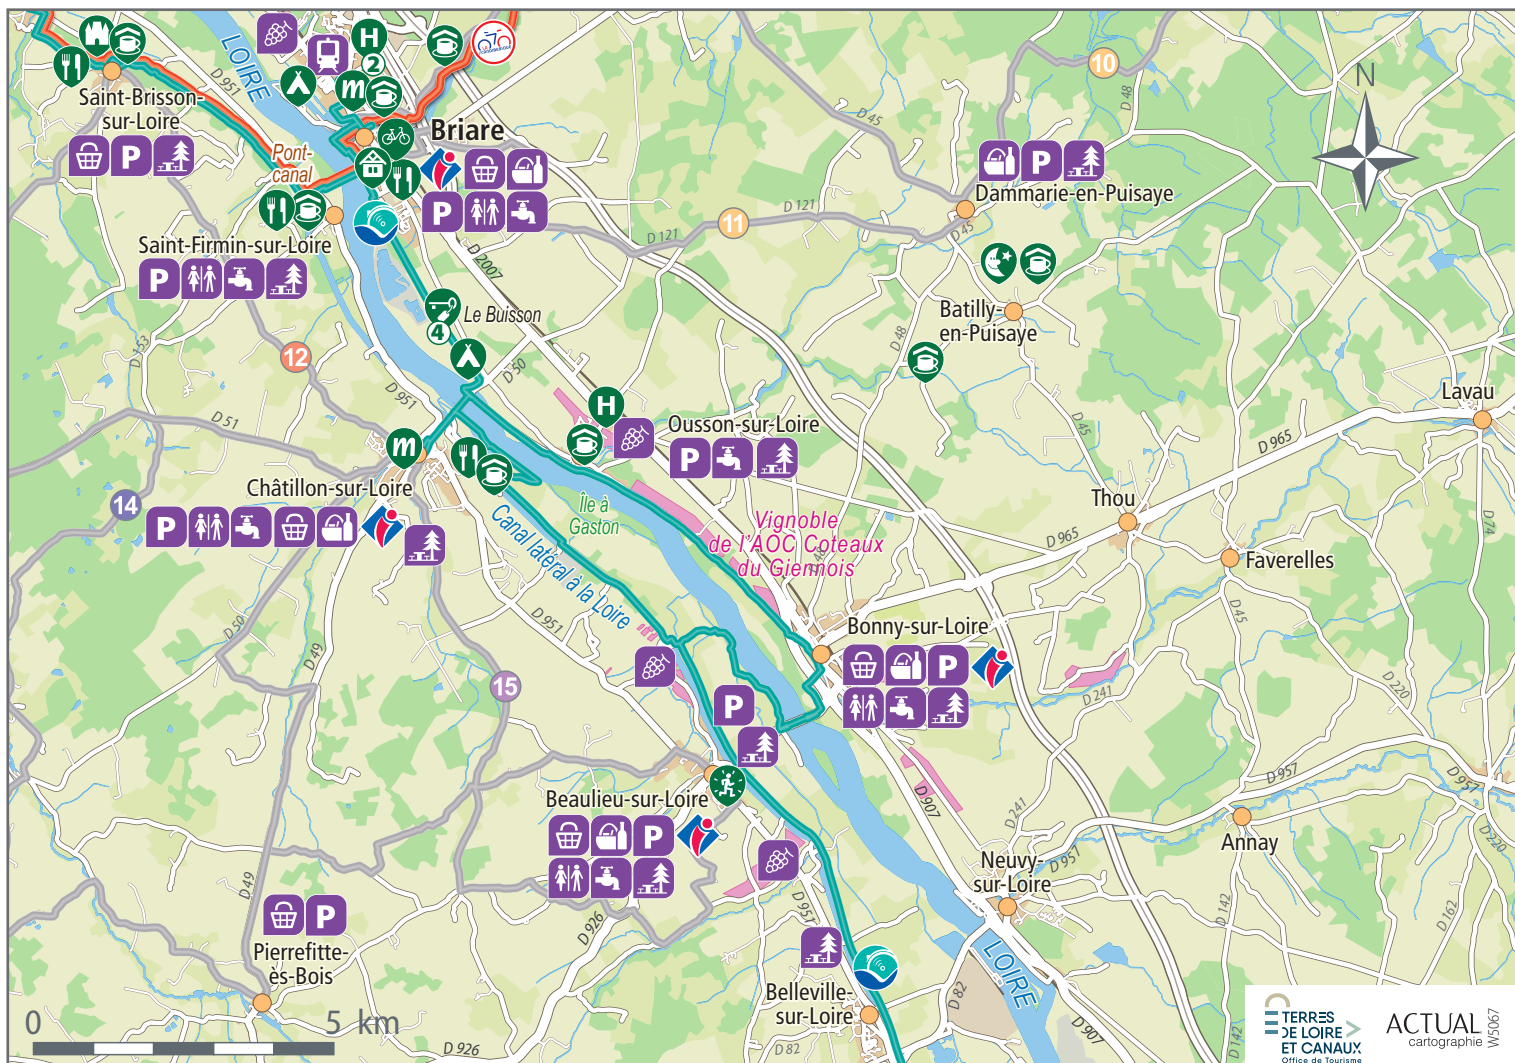 LOIRE
H
2
10
N
Saint-Brisson-
sur-Loire
D 951
m
D 45
D 48
Briare
P
Pont-
canal
P
Dammarie-en-Puisaye
D 121
11
D 121
D 45
P
D 2007
Saint-Firmin-sur-Loire
P
Le Buisson
4
Batilly-
en-Puisaye
D 48
D 153
12
D 50
D 951
Lavau
H
D 51
Ousson-sur-Loire
D 45
D 965
m
P
Châtillon-sur-Loire
14
P
Île à
Gaston
Thou
Canal latéral à la Loire
Vignoble
de l'AOC Coteaux
du Giennois
D 965
D 74
Faverelles
D 50
D 951
D 49
Bonny-sur-Loire
D 45
P
15
P
D 241
D 220
D 957
D 957
Beaulieu-sur-Loire
P
D 907
D 241
Annay
D 220
Neuvy-
sur-Loire
D 957
D 49
P
D 926
D 951
D 142
D 162
Pierrefitte-
ès-Bois
LOIRE
Belleville-
sur-Loire
D 82
0
5 km
D 926
D 82
D 907
D 142
TERRES
DE LOIRE
ET CANAUX
Office de Tourisme
ACTUAL
cartographie
W5067